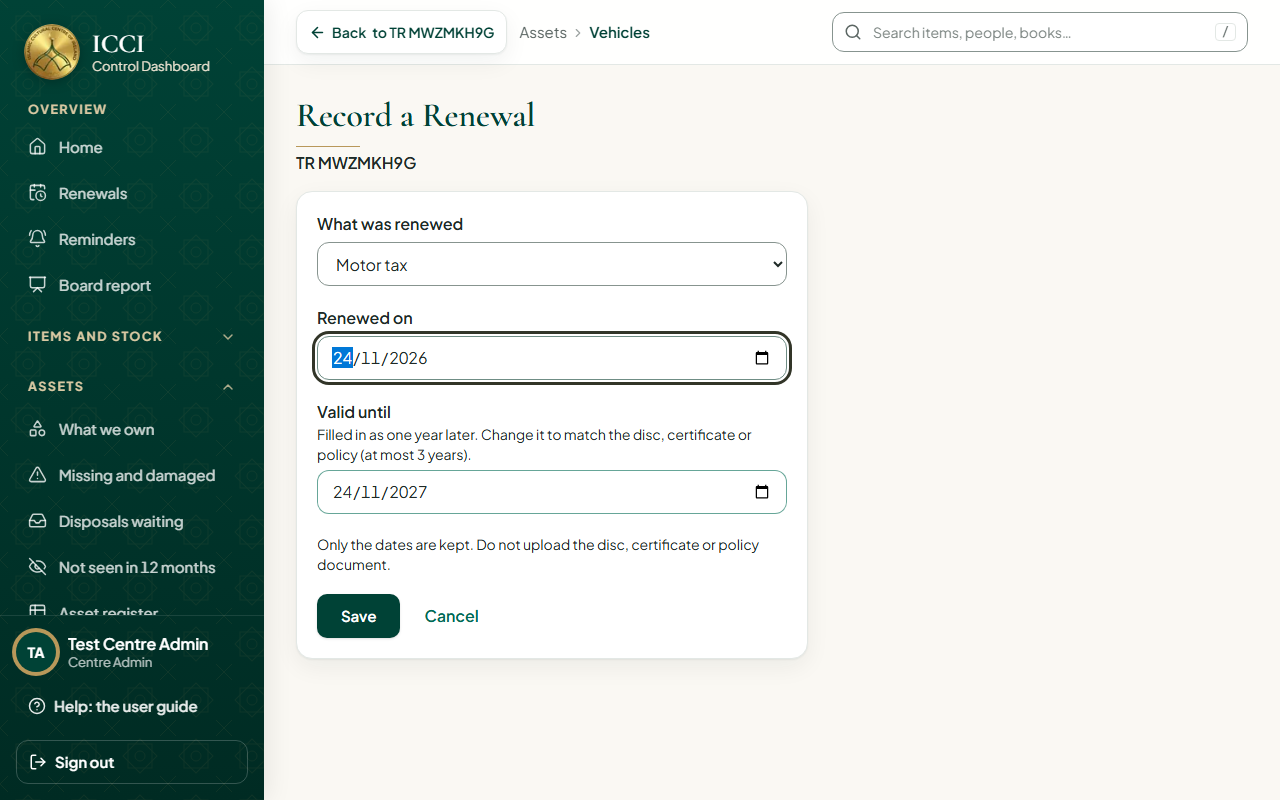 ICCI
Control Dashboard
OVERVIEW
Home
Renewals
Reminders
Board report
ITEMS AND STOCK
ASSETS
What we own
Missing and damaged
Disposals waiting
Not seen in 12 months
Asset register
TA
Test Centre Admin
Centre Admin
Help: the user guide
Sign out
Back to TR MWZMKH9G
Assets › Vehicles
Search items, people, books...
/
Record a Renewal
TR MWZMKH9G
What was renewed
Motor tax
Renewed on
24/11/2026
Valid until
Filled in as one year later. Change it to match the disc, certificate or
policy (at most 3 years).
24/11/2027
Only the dates are kept. Do not upload the disc, certificate or policy
document.
Save
Cancel